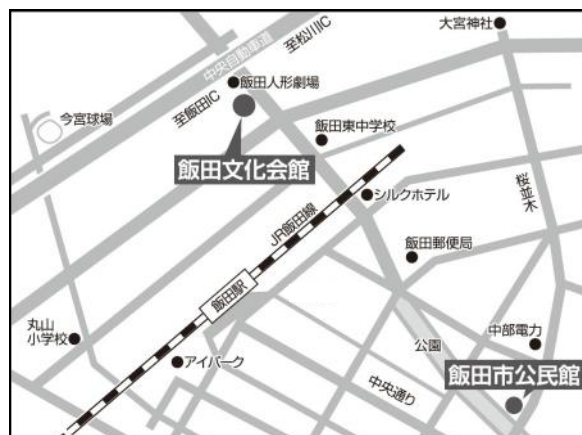 大宮神社
至松川IC
中央自動車道
飯田人形劇場
至飯田IC
今宮球場
飯田東中学校
飯田文化会館
桜並木
シルクホテル
JR飯田線
飯田郵便局
飯田駅
丸山
小学校
公園
中部電力
アイパーク
飯田市公民館
中央通り